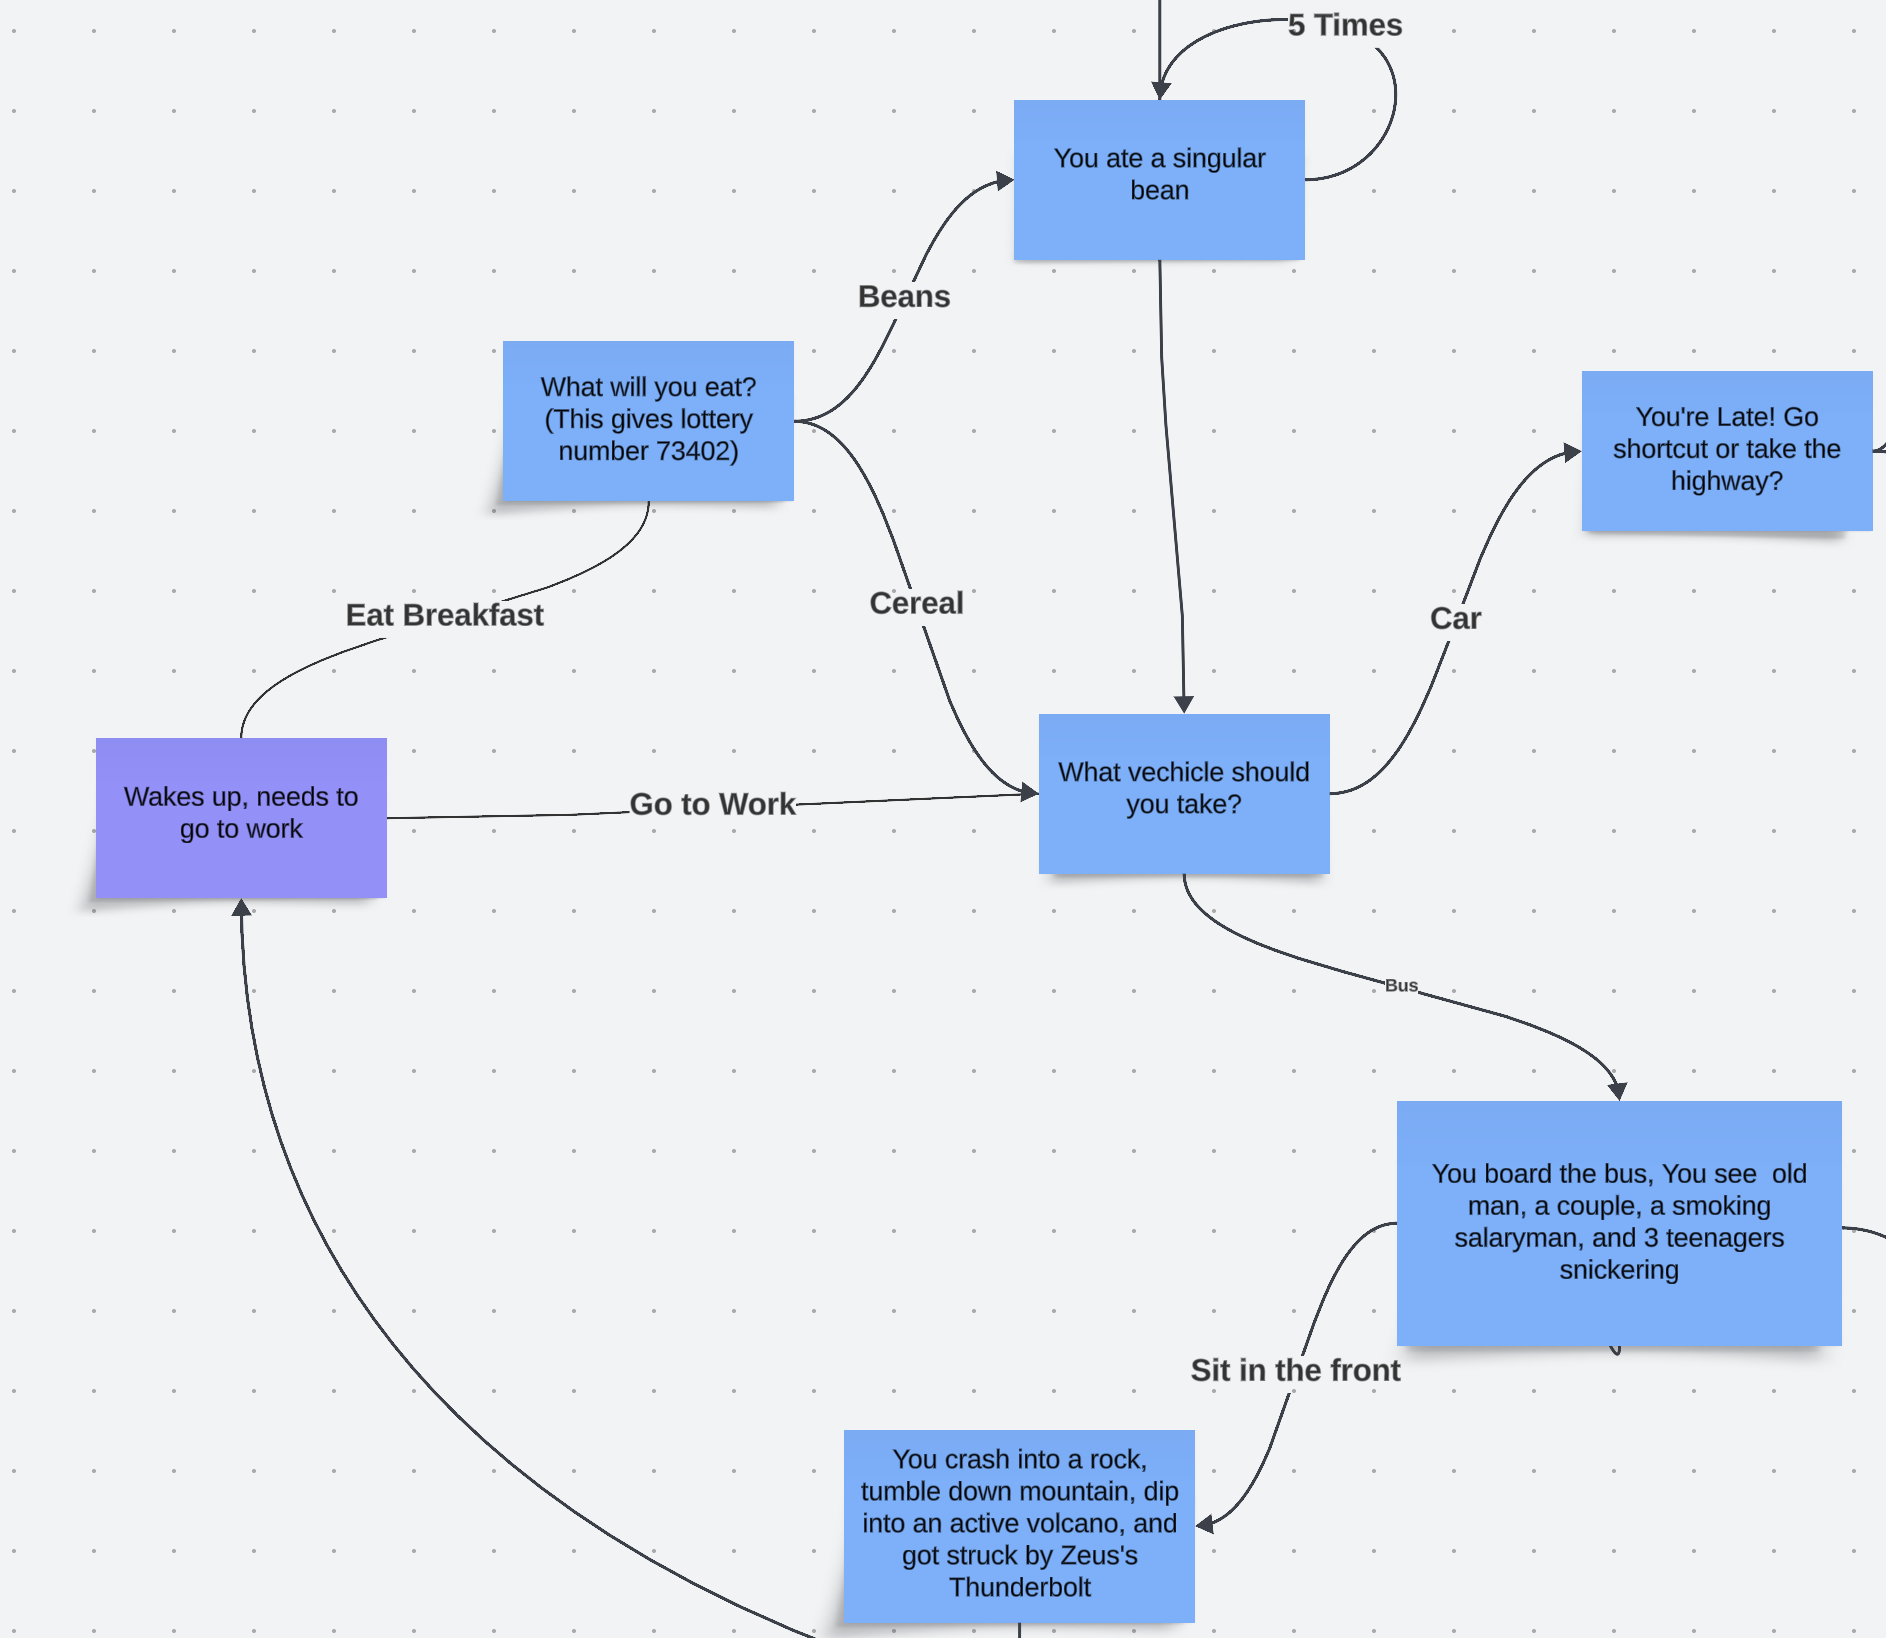 5 Times
You ate a singular
bean
Beans
What will you eat?
(This gives lottery
number 73402)
You're Late! Go
shortcut or take the
highway?
Eat Breakfast
Cereal
Car
Wakes up, needs to
go to work
Go to Work
What vechicle should
you take?
Bus
You board the bus, You see  old
man, a couple, a smoking
salaryman, and 3 teenagers
snickering
Sit in the front
You crash into a rock,
tumble down mountain, dip
into an active volcano, and
got struck by Zeus's
Thunderbolt